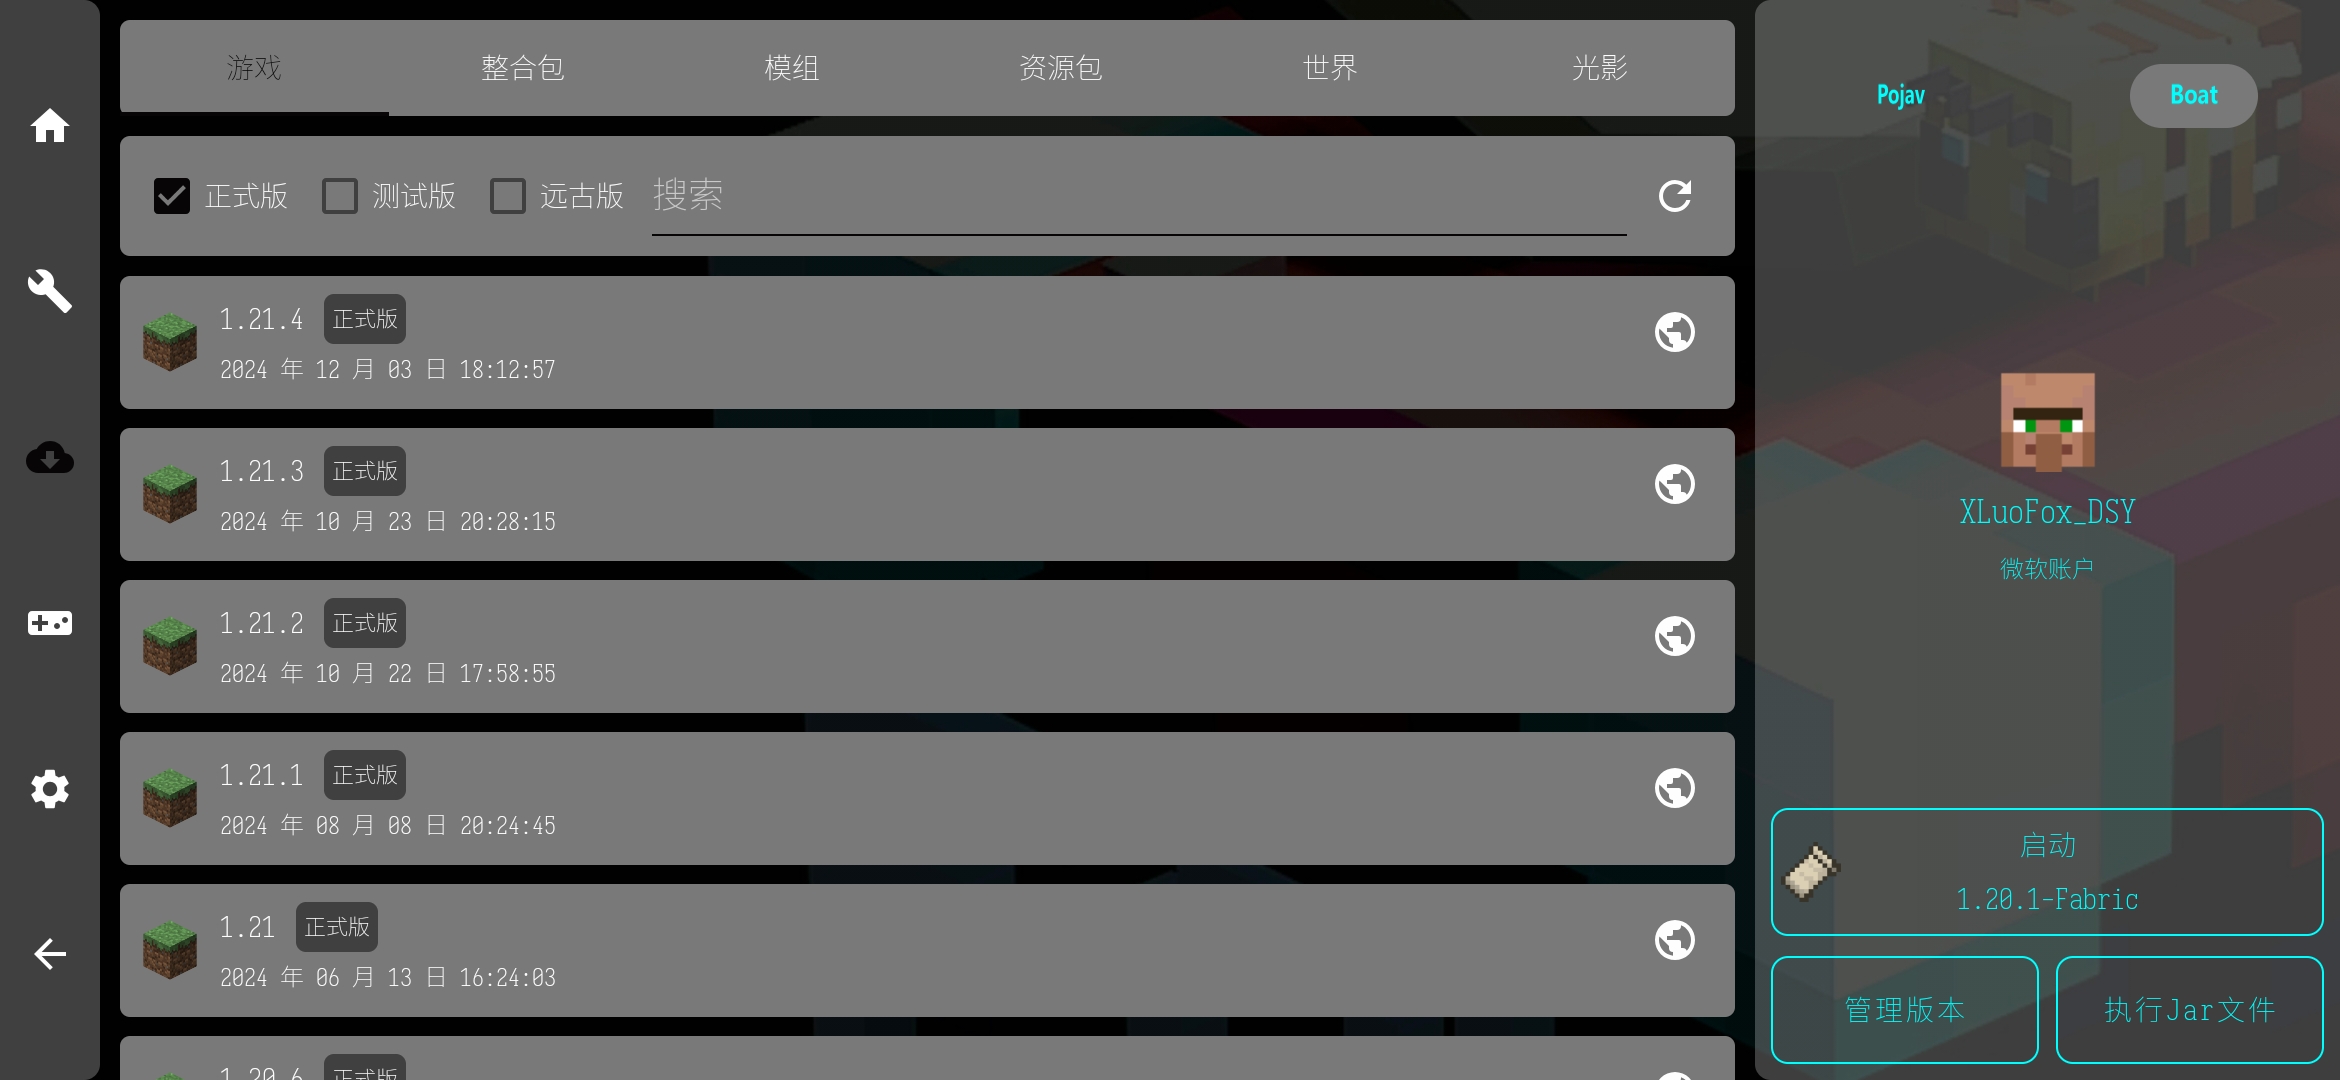 游戏 整合包 模组 资源包 世界 光影
正式版 测试版 远古版 搜索
1.21.4 正式版
2024 年 12 月 03 日 18:12:57
1.21.3 正式版
2024 年 10 月 23 日 20:28:15
1.21.2 正式版
2024 年 10 月 22 日 17:58:55
1.21.1 正式版
2024 年 08 月 08 日 20:24:45
1.21 正式版
2024 年 06 月 13 日 16:24:03
1.20.6 正式版
Pojav Boat
XLuoFox_DSY
微软账户
启动
1.20.1-Fabric
管理版本 执行Jar文件